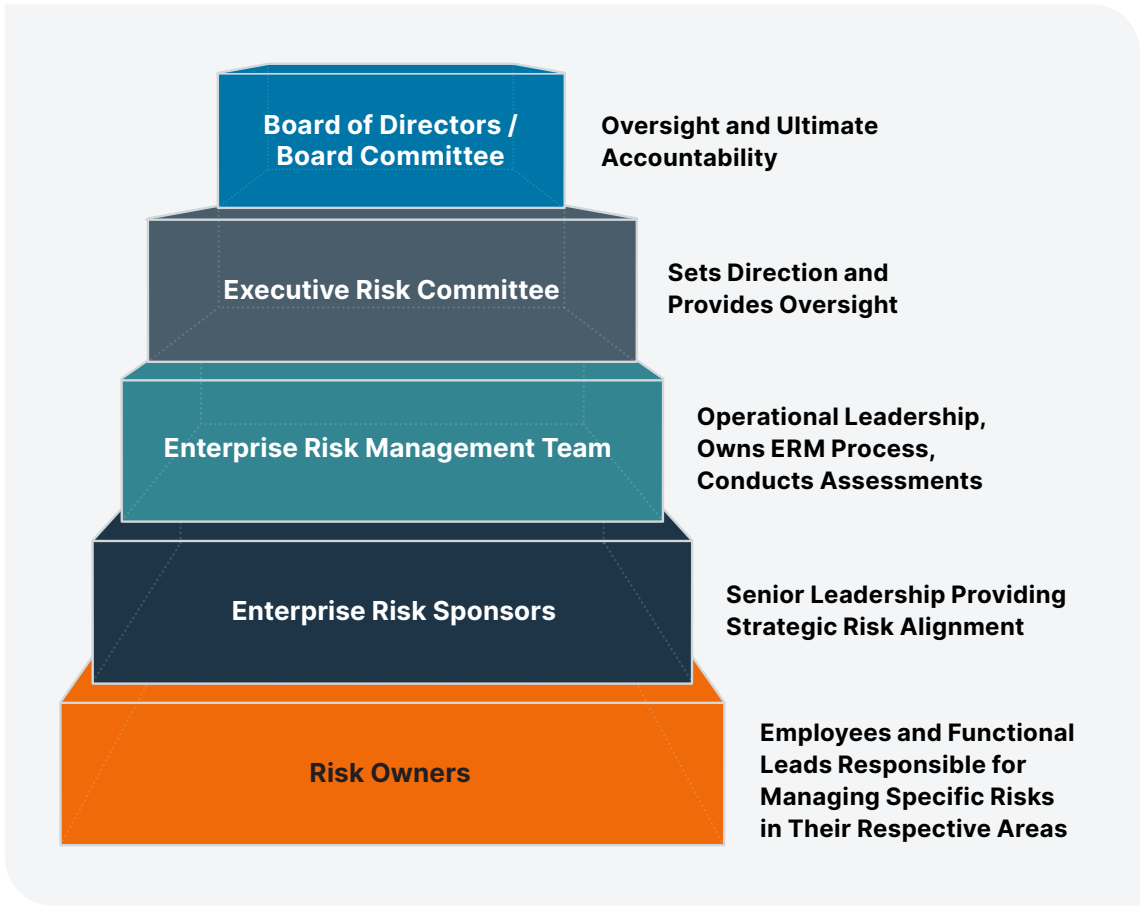 Board of Directors /
Board Committee
Oversight and Ultimate
Accountability
Executive Risk Committee
Sets Direction and
Provides Oversight
Enterprise Risk Management Team
Operational Leadership,
Owns ERM Process,
Conducts Assessments
Enterprise Risk Sponsors
Senior Leadership Providing
Strategic Risk Alignment
Risk Owners
Employees and Functional
Leads Responsible for
Managing Specific Risks
in Their Respective Areas